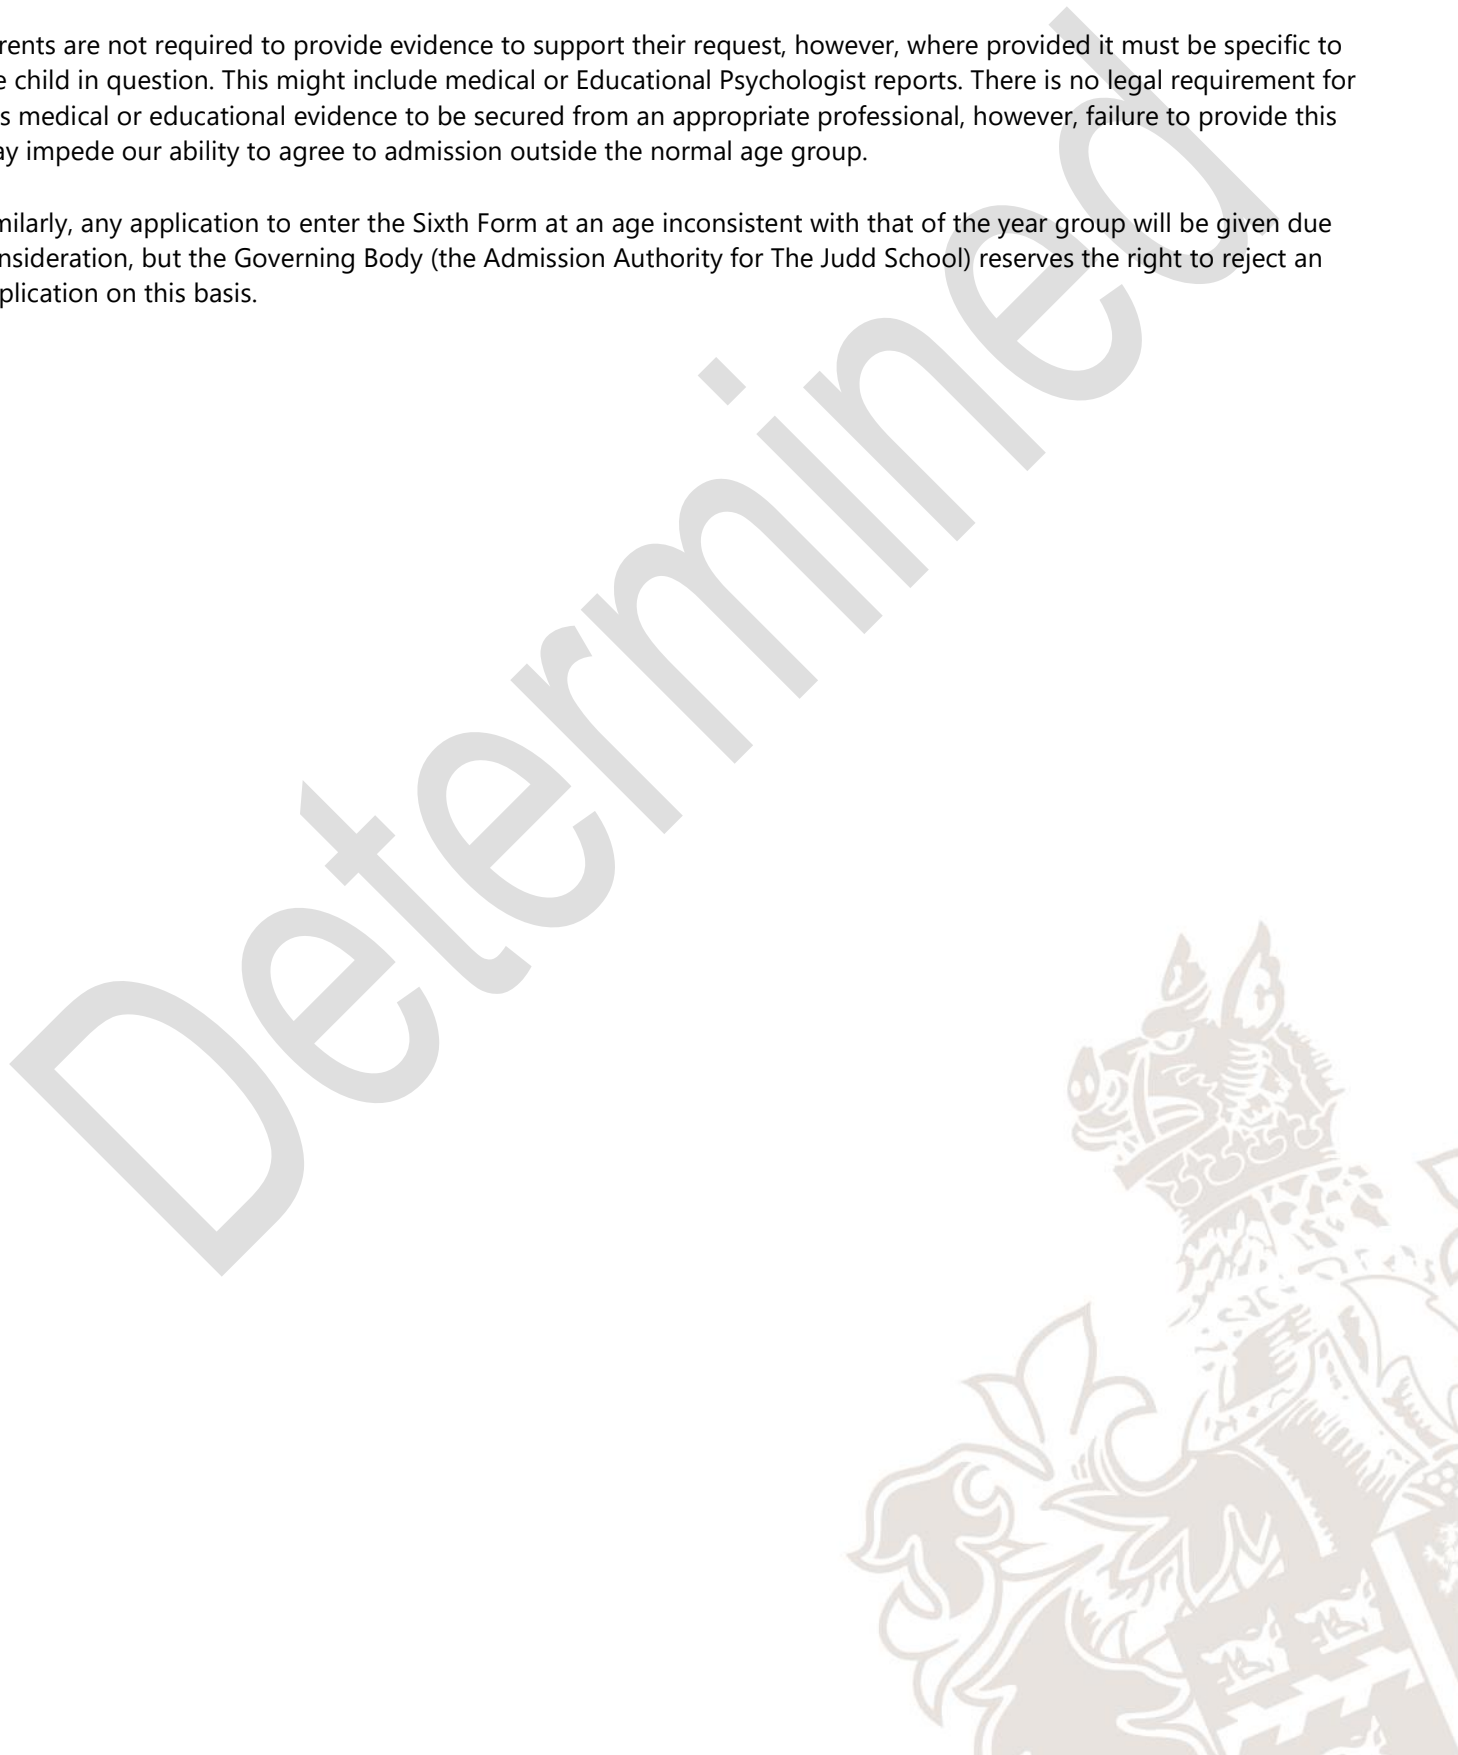 rents are not required to provide evidence to support their request, however, where provided it must be specific to
e child in question. This might include medical or Educational Psychologist reports. There is no legal requirement for
s medical or educational evidence to be secured from an appropriate professional, however, failure to provide this
ay impede our ability to agree to admission outside the normal age group.
milarly, any application to enter the Sixth Form at an age inconsistent with that of the year group will be given due
nsideration, but the Governing Body (the Admission Authority for The Judd School) reserves the right to reject an
plication on this basis.
Determined